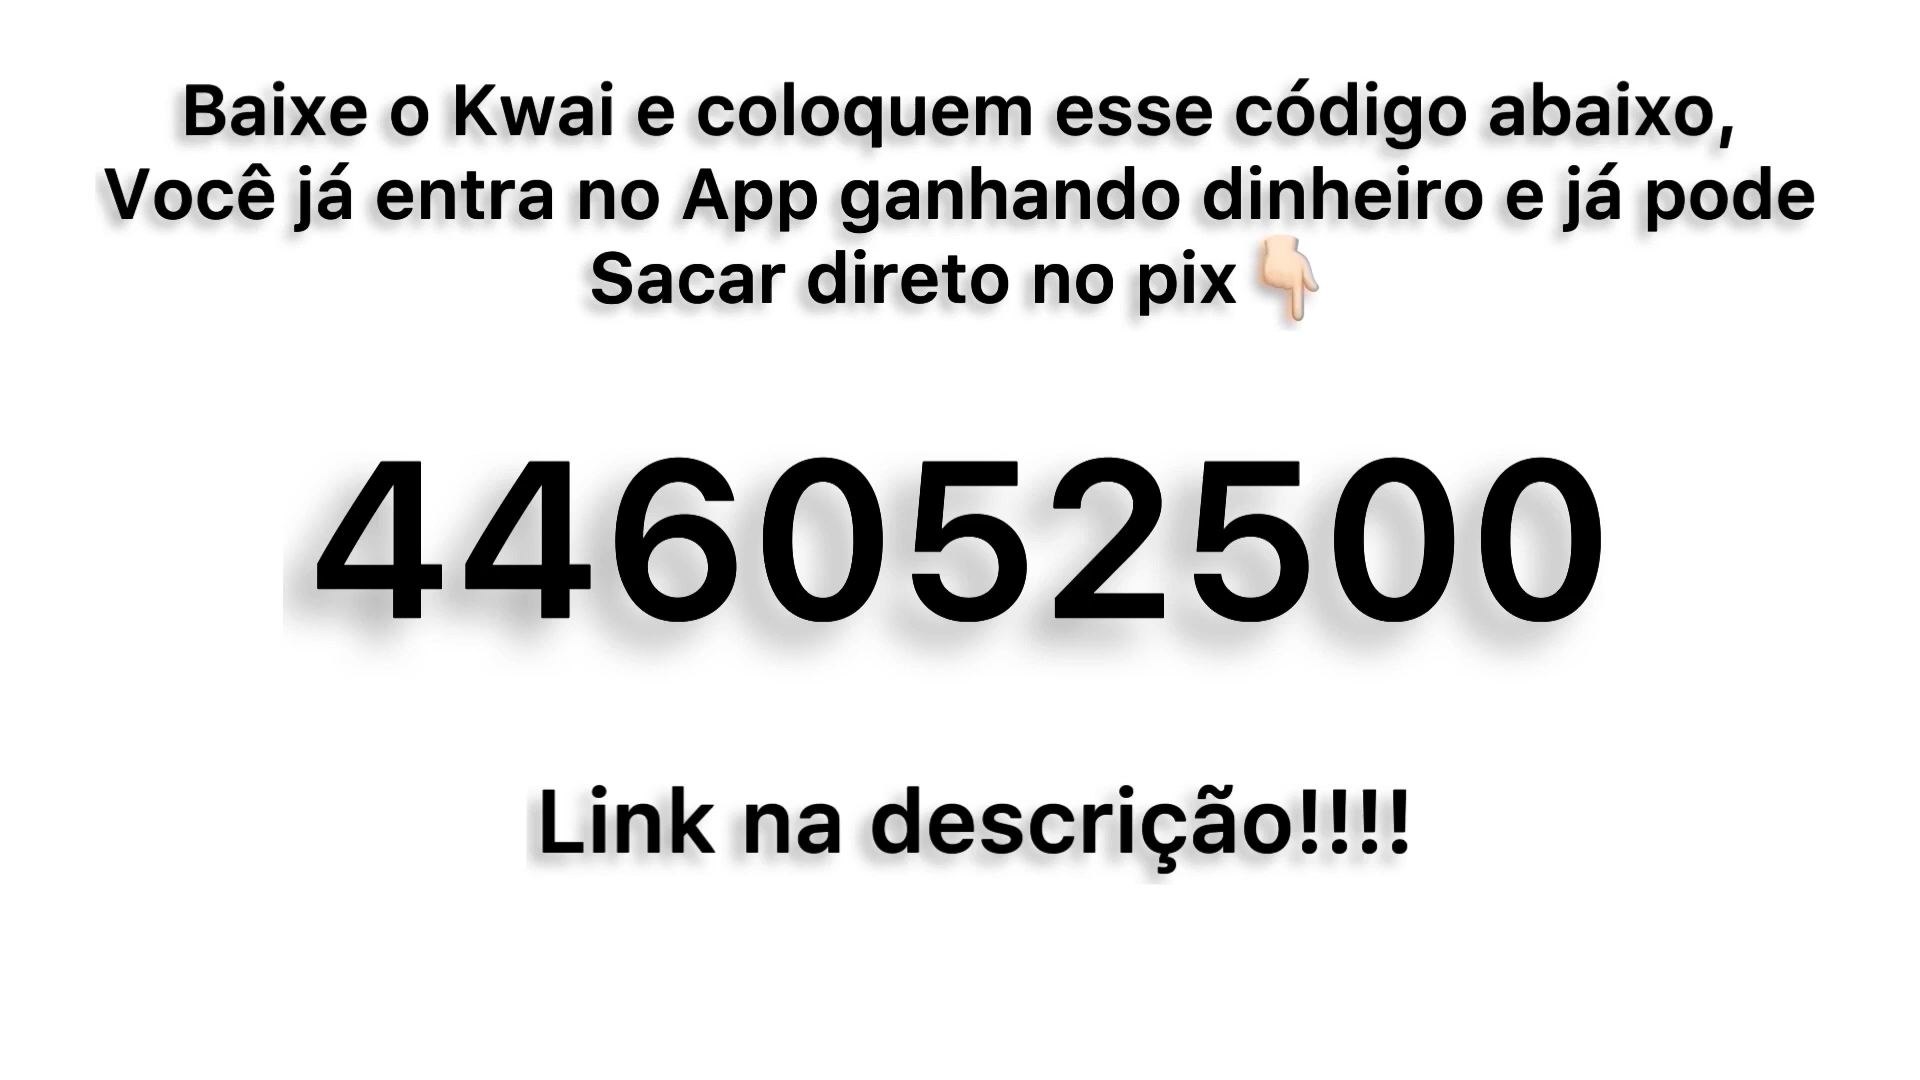 Baixe o Kwai e coloquem esse código abaixo,
Você já entra no App ganhando dinheiro e já pode
Sacar direto no pix👇🏻
446052500
Link na descrição!!!!